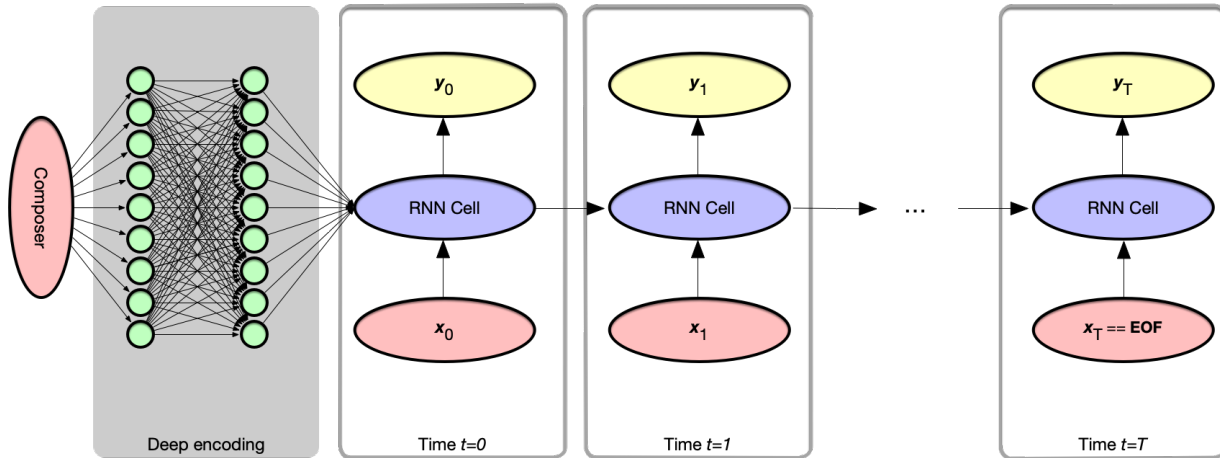 Composer
Deep encoding
y0
RNN Cell
x0
Time t=0
y1
RNN Cell
x1
Time t=1
...
yT
RNN Cell
xT == EOF
Time t=T